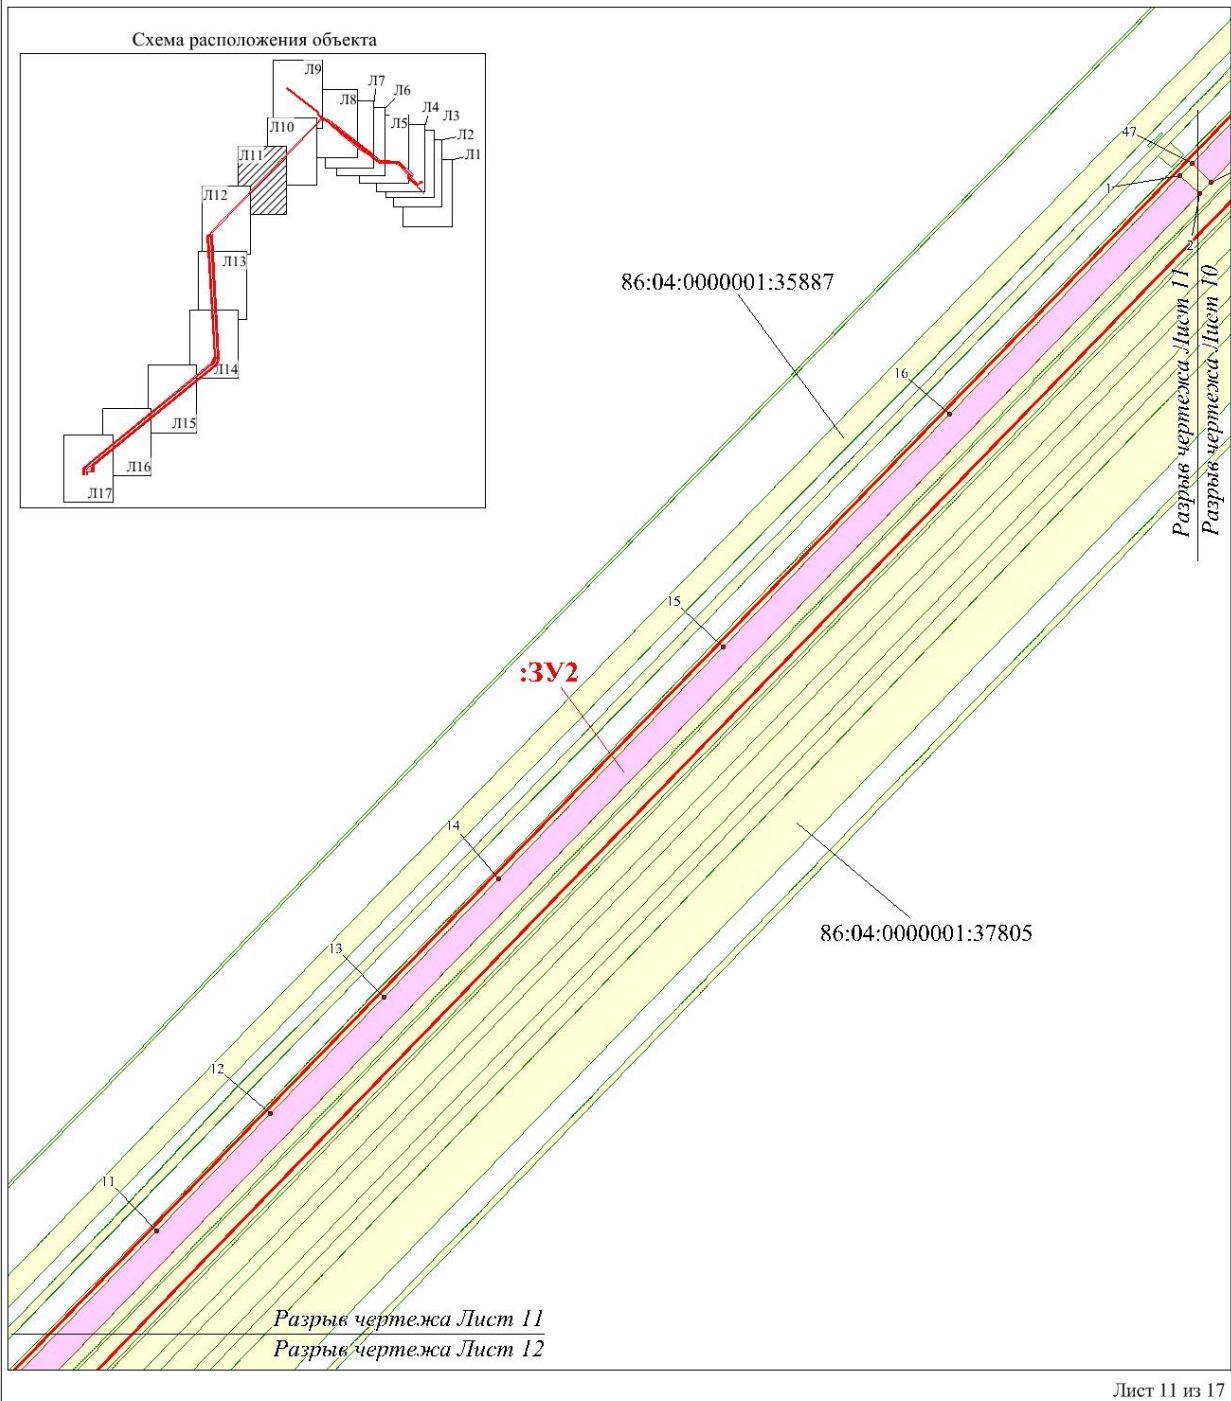 Схема расположения объекта
Л9
Л8
Л7
Л6
Л5
Л4
Л3
Л2
Л1
Л10
Л11
Л12
Л13
Л14
Л15
Л16
Л17
47
1
2
86:04:0000001:35887
Разрыв чертежа Лист 11
Разрыв чертежа Лист 10
16
15
:ЗУ2
14
86:04:0000001:37805
13
12
11
Разрыв чертежа Лист 11
Разрыв чертежа Лист 12
Лист 11 из 17